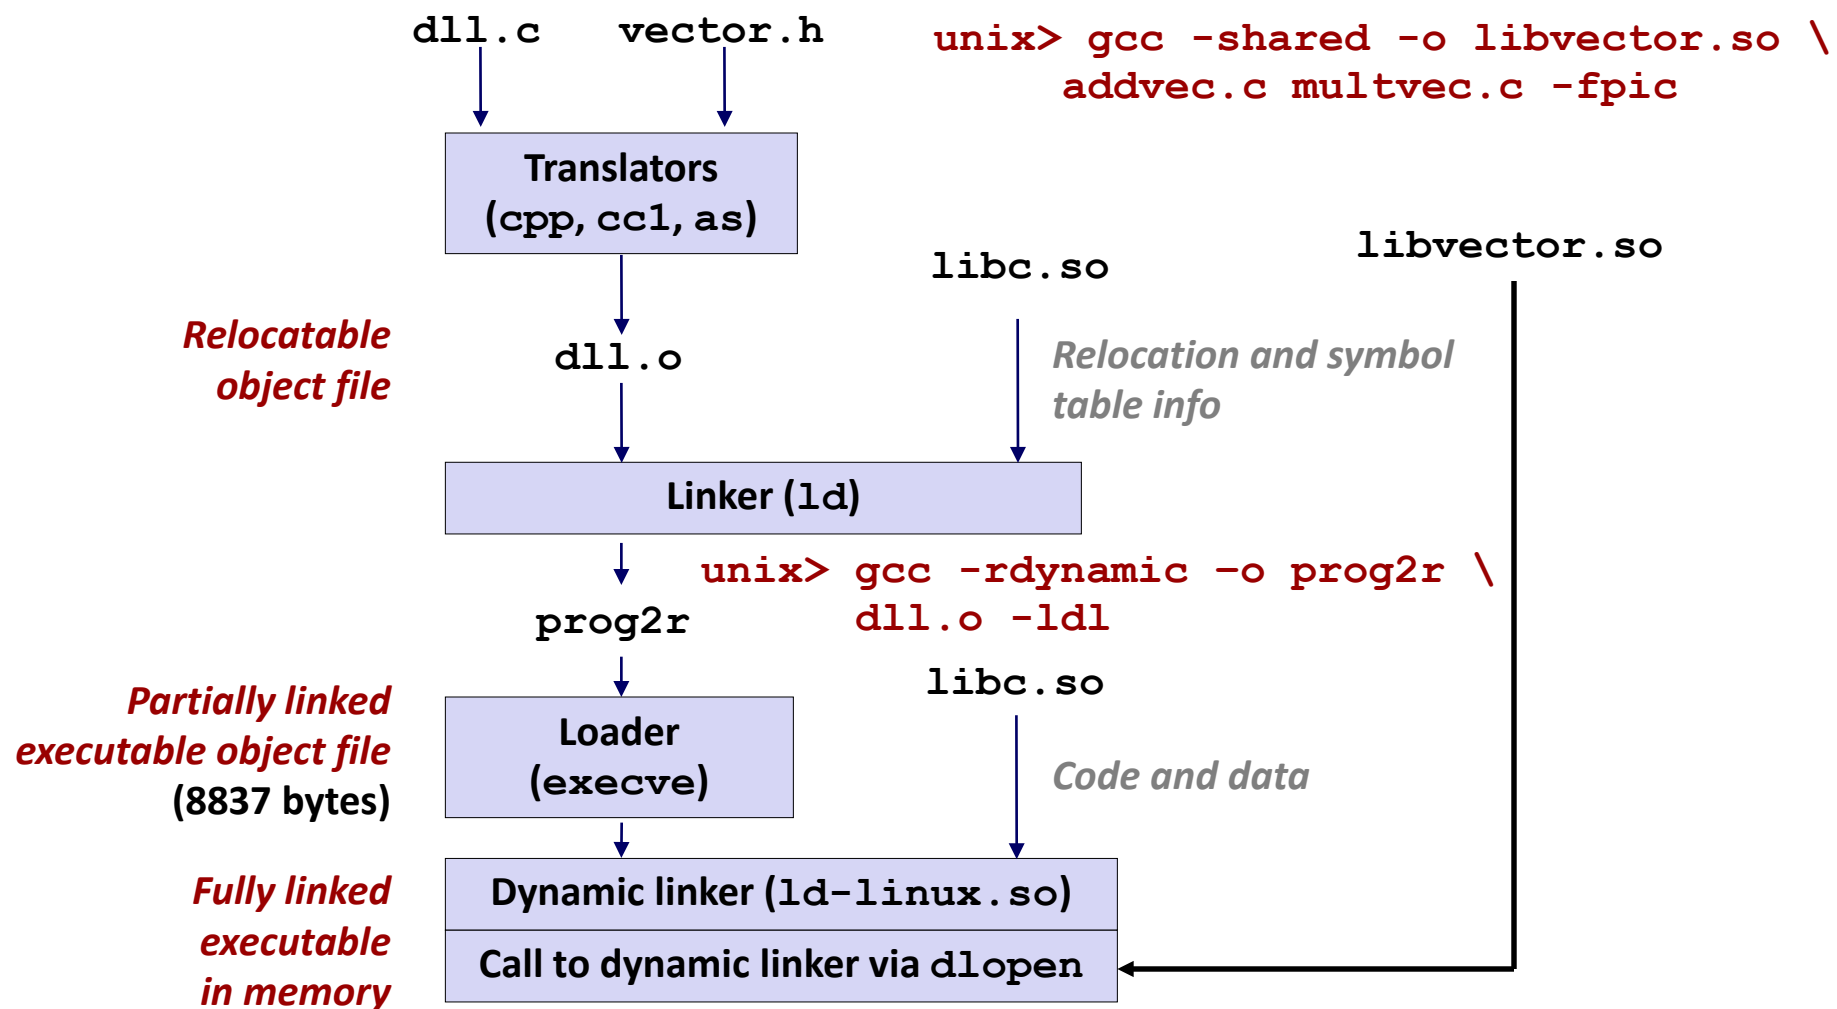 dll.c vector.h
unix> gcc -shared -o libvector.so \
addvec.c multvec.c -fpic
Translators
(cpp, cc1, as)
libc.so
libvector.so
Relocatable
object file
dll.o
Relocation and symbol
table info
Linker (ld)
unix> gcc -rdynamic –o prog2r \
dll.o -ldl
prog2r
libc.so
Partially linked
executable object file
(8837 bytes)
Loader
(execve)
Code and data
Fully linked
executable
in memory
Dynamic linker (ld-linux.so)
Call to dynamic linker via dlopen